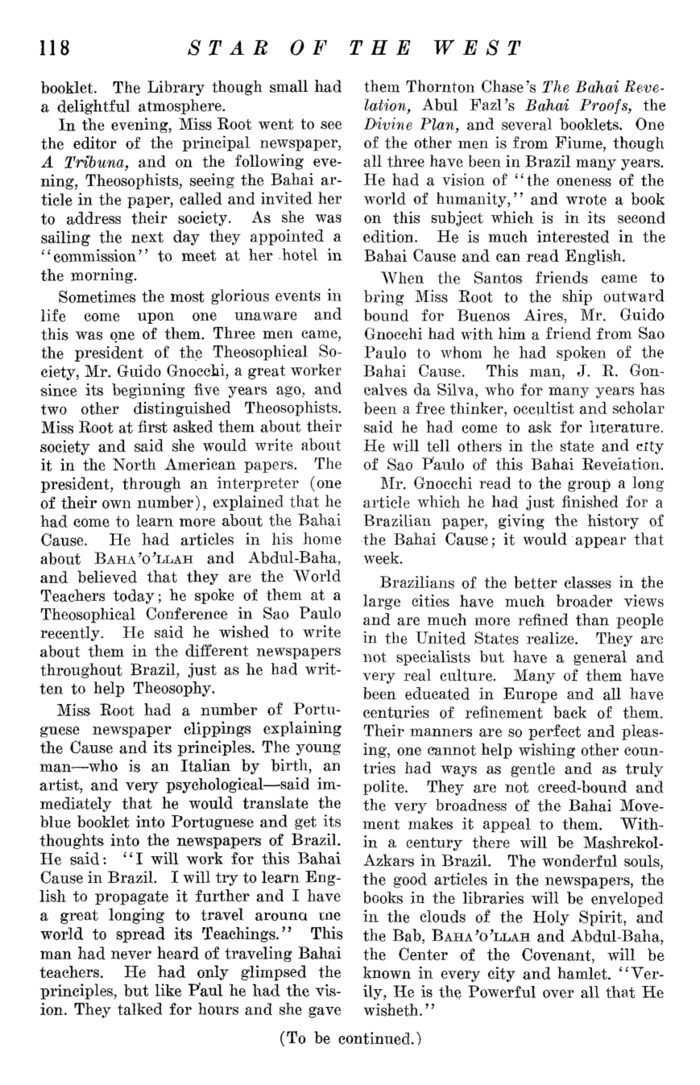 118 STAR OF THE WEST
booklet. The Library though small had
a delightful atmosphere.
In the evening, Miss Root went to see
the editor of the principal newspaper,
A Tribuna, and on the following eve-
ning, Theosophists, seeing the Bahai ar-
ticle in the paper, called and invited her
to address their society. As she was
sailing the next day they appointed a
"commission" to meet at her hotel in
the morning.
Sometimes the most glorious events in
life come upon one unaware and
this was one of them. Three men came,
the president of the Theosophical So-
ciety, Mr. Guido Gnocchi, a great worker
since its beginning five years ago, and
two other distinguished Theosophists.
Miss Root at first asked them about their
society and said she would write about
it in the North American papers. The
president, through an interpreter (one
of their own number), explained that he
had come to learn more about the Bahai
Cause. He had articles in his home
about BAHA'O'LLAH and Abdul-Baha,
and believed that they are the World
Teachers today; he spoke of them at a
Theosophical Conference in Sao Paulo
recently. He said he wished to write
about them in the different newspapers
throughout Brazil, just as he had writ-
ten to help Theosophy.
Miss Root had a number of Portu-
guese newspaper clippings explaining
the Cause and its principles. The young
man—who is an Italian by birth, an
artist, and very psychological—said im-
mediately that he would translate the
blue booklet into Portuguese and get its
thoughts into the newspapers of Brazil.
He said: "I will work for this Bahai
Cause in Brazil. I will try to learn Eng-
lish to propagate it further and I have
a great longing to travel around the
world to spread its Teachings." This
man had never heard of traveling Bahai
teachers. He had only glimpsed the
principles, but like Paul he had the vis-
ion. They talked for hours and she gave
them Thornton Chase's The Bahai Reve-
lation, Abul Fazl's Bahai Proofs, the
Divine Plan, and several booklets. One
of the other men is from Fiume, though
all three have been in Brazil many years.
He had a vision of "the oneness of the
world of humanity," and wrote a book
on this subject which is in its second
edition. He is much interested in the
Bahai Cause and can read English.
When the Santos friends came to
bring Miss Root to the ship outward
bound for Buenos Aires, Mr. Guido
Gnocchi had with him a friend from Sao
Paulo to whom he had spoken of the
Bahai Cause. This man, J. R. Gon-
calves da Silva, who for many years has
been a free thinker, occultist and scholar
said he had come to ask for literature.
He will tell others in the state and city
of Sao Paulo of this Bahai Revelation.
Mr. Gnocchi read to the group a long
article which he had just finished for a
Brazilian paper, giving the history of
the Bahai Cause; it would appear that
week.
Brazilians of the better classes in the
large cities have much broader views
and are much more refined than people
in the United States realize. They are
not specialists but have a general and
very real culture. Many of them have
been educated in Europe and all have
centuries of refinement back of them.
Their manners are so perfect and pleas-
ing, one cannot help wishing other coun-
tries had ways as gentle and as truly
polite. They are not creed-bound and
the very broadness of the Bahai Move-
ment makes it appeal to them. With-
in a century there will be Mashrekol-
Azkars in Brazil. The wonderful souls,
the good articles in the newspapers, the
books in the libraries will be enveloped
in the clouds of the Holy Spirit, and
the Bab, BAHA'O'LLAH and Abdul-Baha,
the Center of the Covenant, will be
known in every city and hamlet. "Ver-
ily, He is the Powerful over all that He
wisheth."
(To be continued.)